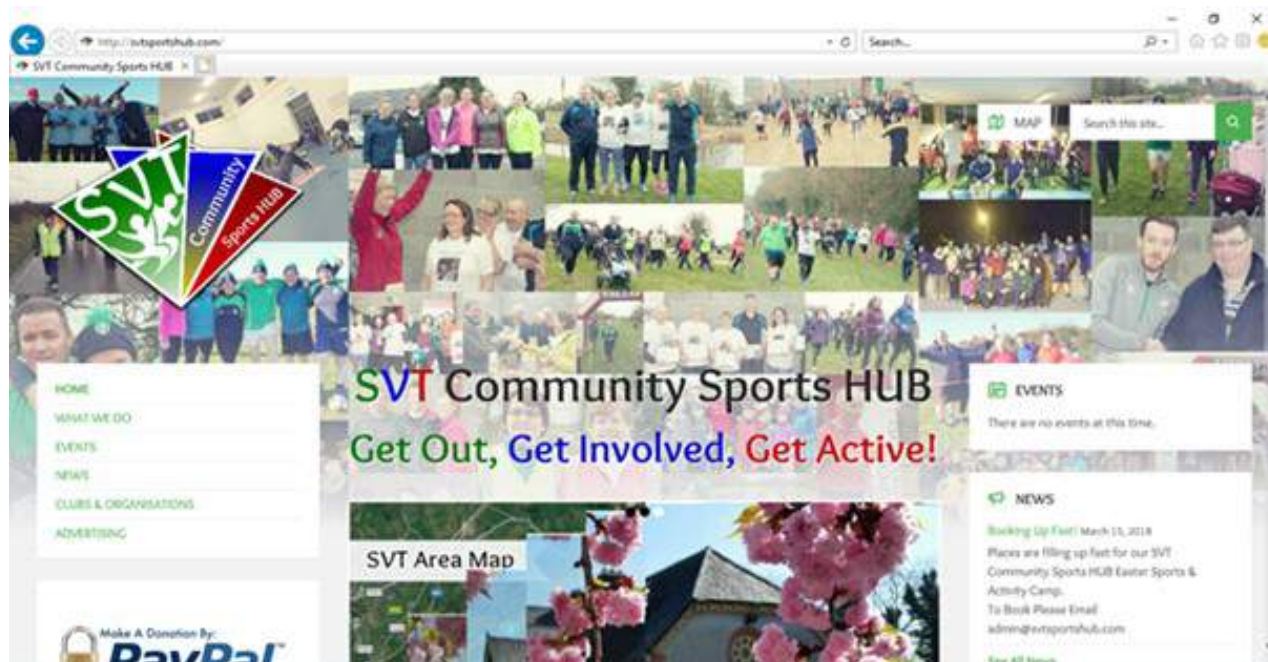 http://svtsportshub.com/
Search...
SVT Community Sports HUB
SVT
Community
Sports HUB
MAP
Search this site...
HOME
WHAT WE DO
EVENTS
NEWS
CLUBS & ORGANISATIONS
ADVERTISING
SVT Community Sports HUB
Get Out, Get Involved, Get Active!
SVT Area Map
Make A Donation By:
PayPal
EVENTS
There are no events at this time.
NEWS
Booking Up Fast! March 15, 2018
Places are filling up fast for our SVT
Community Sports HUB Easter Sports &
Activity Camp.
To Book Please Email
admin@svtsportshub.com
See All News